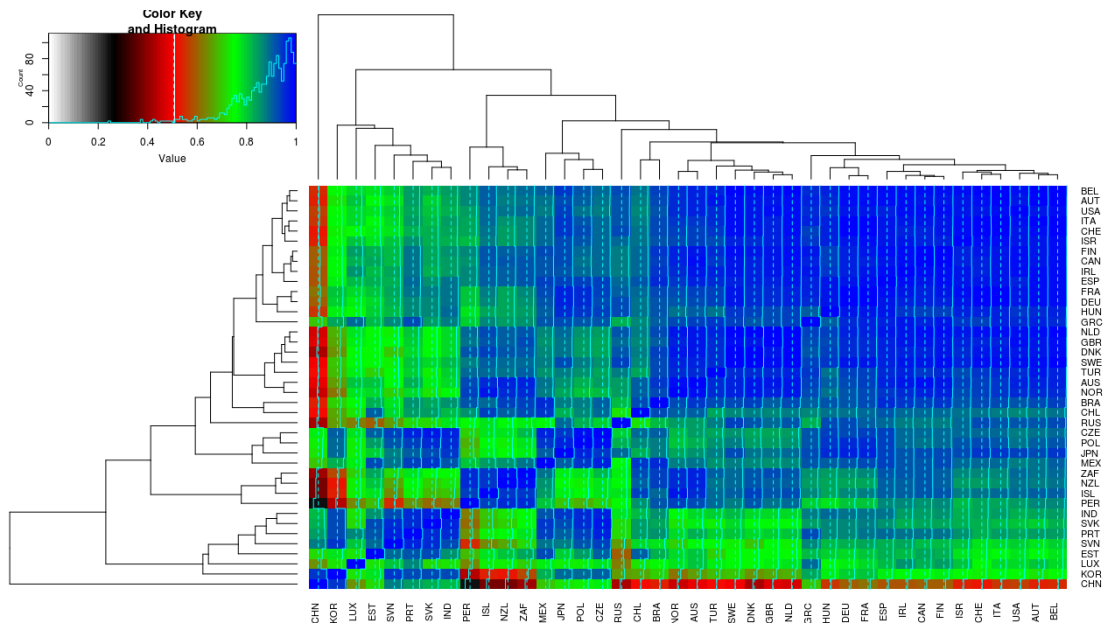 Color Key
and Histogram
Count
0 40 80
0 0.2 0.4 0.6 0.8 1
Value
BEL
AUT
USA
ITA
CHE
ISR
FIN
CAN
IRL
ESP
FRA
DEU
HUN
GRC
NLD
GBR
DNK
SWE
TUR
AUS
NOR
BRA
CHL
RUS
CZE
POL
JPN
MEX
ZAF
NZL
ISL
PER
IND
SVK
PRT
SVN
EST
LUX
KOR
CHN
CHN KOR LUX EST SVN PRT SVK IND PER ISL NZL ZAF MEX JPN POL CZE RUS CHL BRA NOR AUS TUR SWE DNK GBR NLD GRC HUN DEU FRA ESP IRL CAN FIN ISR CHE ITA USA AUT BEL